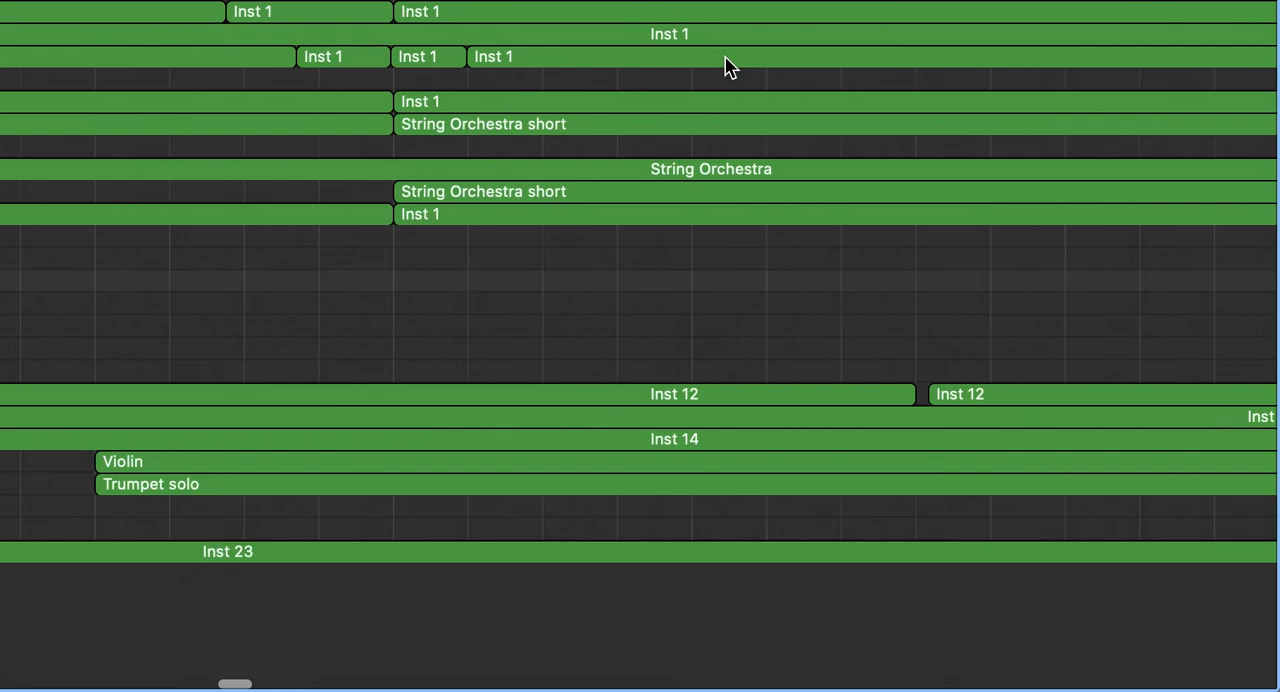 Inst 1 Inst 1
Inst 1
Inst 1 Inst 1 Inst 1
Inst 1
String Orchestra short
String Orchestra
String Orchestra short
Inst 1
Inst 12 Inst 12
Inst
Inst 14
Violin
Trumpet solo
Inst 23